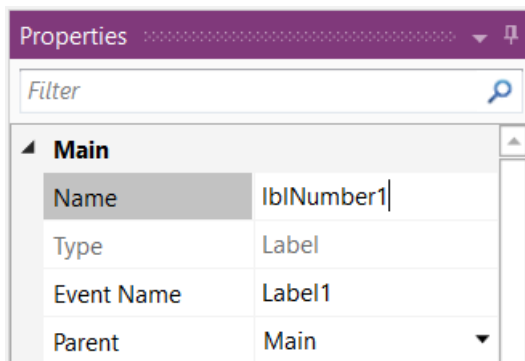 Properties
Filter
Main
Name lblNumber1
Type Label
Event Name Label1
Parent Main